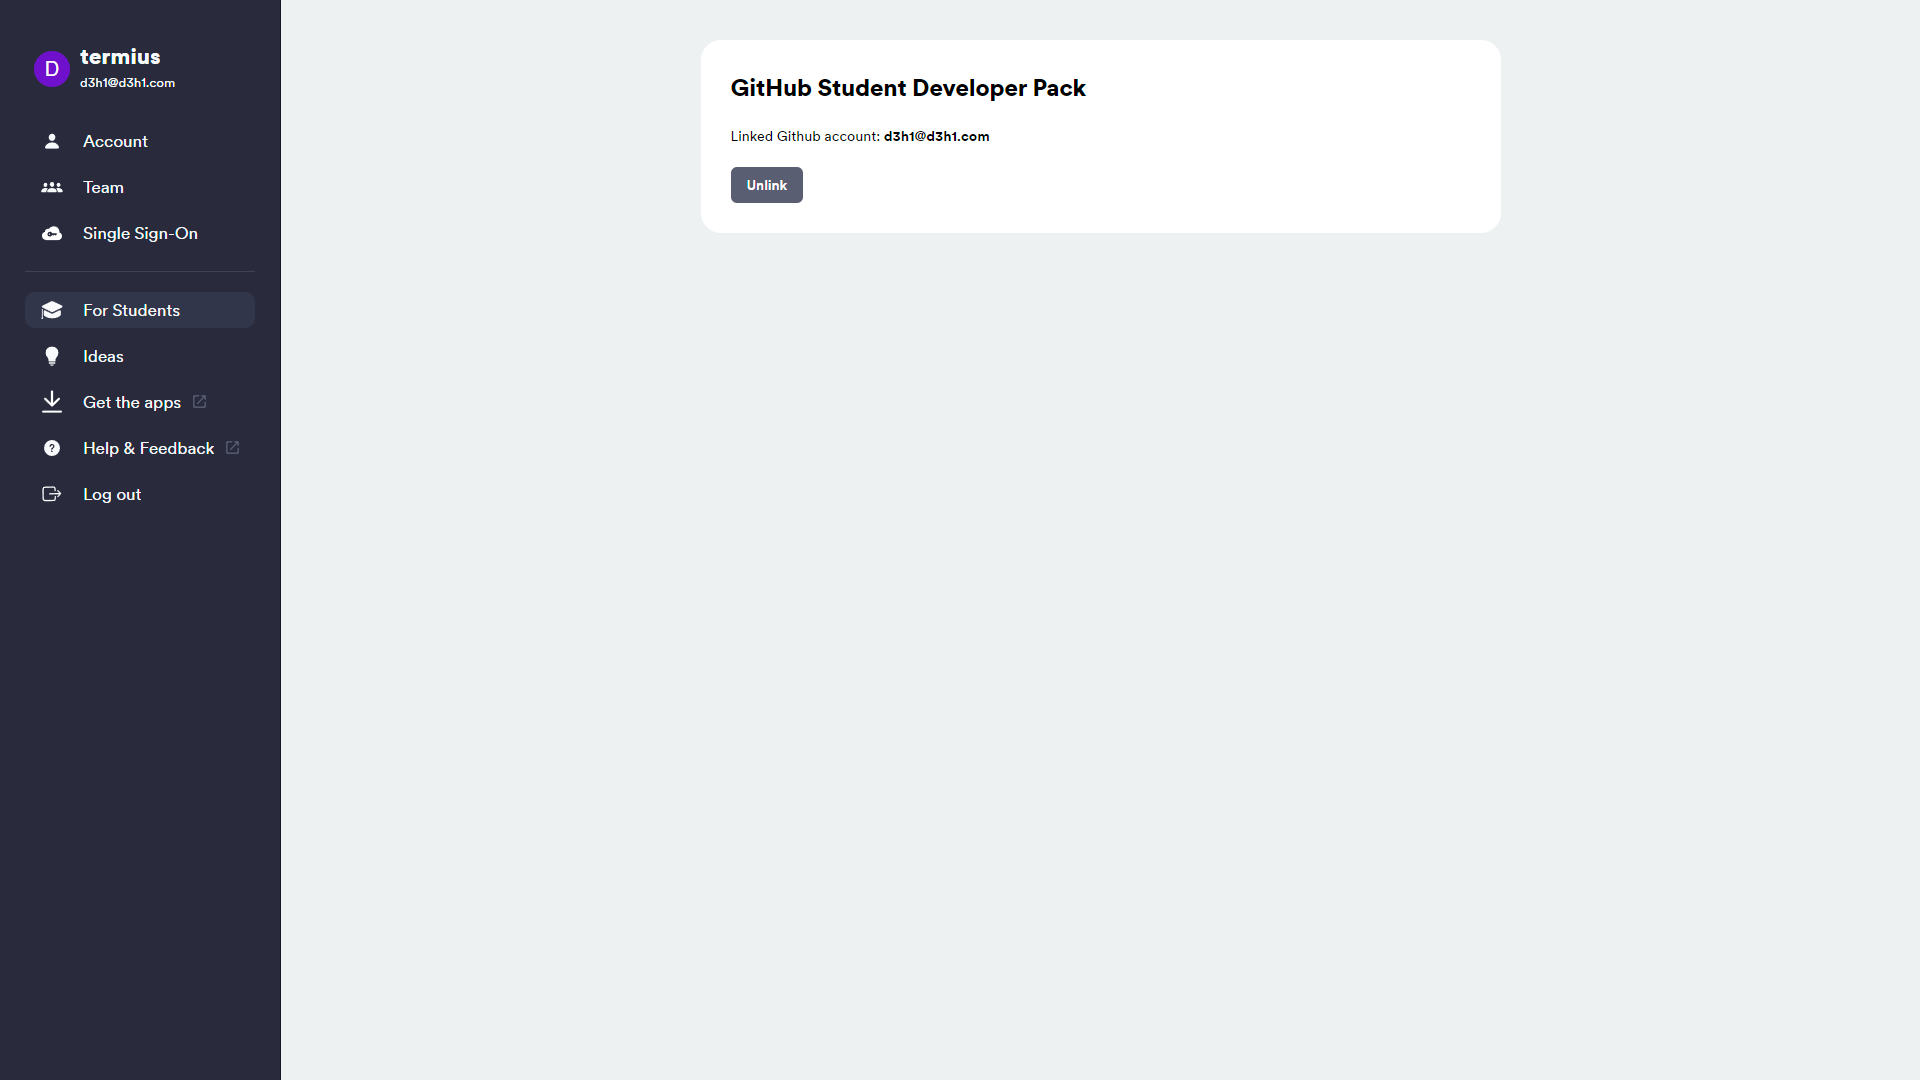 D
termius
d3h1@d3h1.com
Account
Team
Single Sign-On
For Students
Ideas
Get the apps
Help & Feedback
Log out
GitHub Student Developer Pack
Linked Github account: d3h1@d3h1.com
Unlink